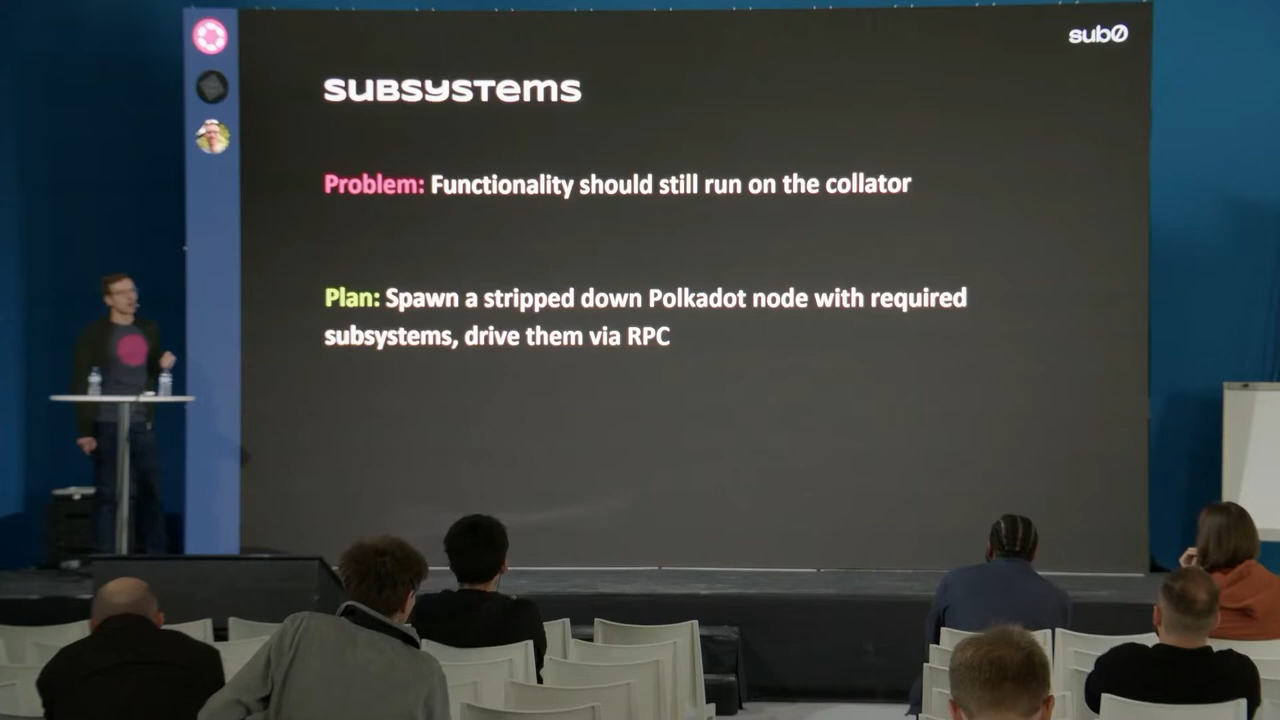 sub0
SUBSYSTEMS
Problem: Functionality should still run on the collator
Plan: Spawn a stripped down Polkadot node with required
subsystems, drive them via RPC